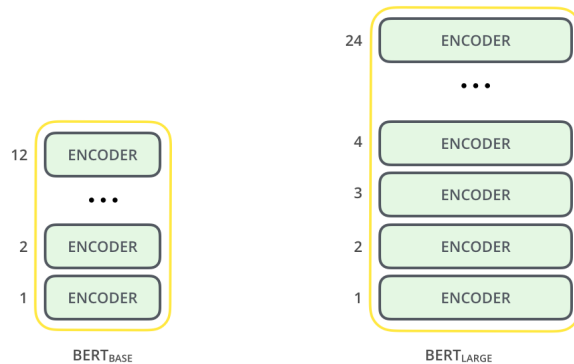 24 ENCODER
...
4 ENCODER
12 ENCODER
3 ENCODER
...
2 ENCODER
2 ENCODER
1 ENCODER
1 ENCODER
BERTBASE
BERTLARGE